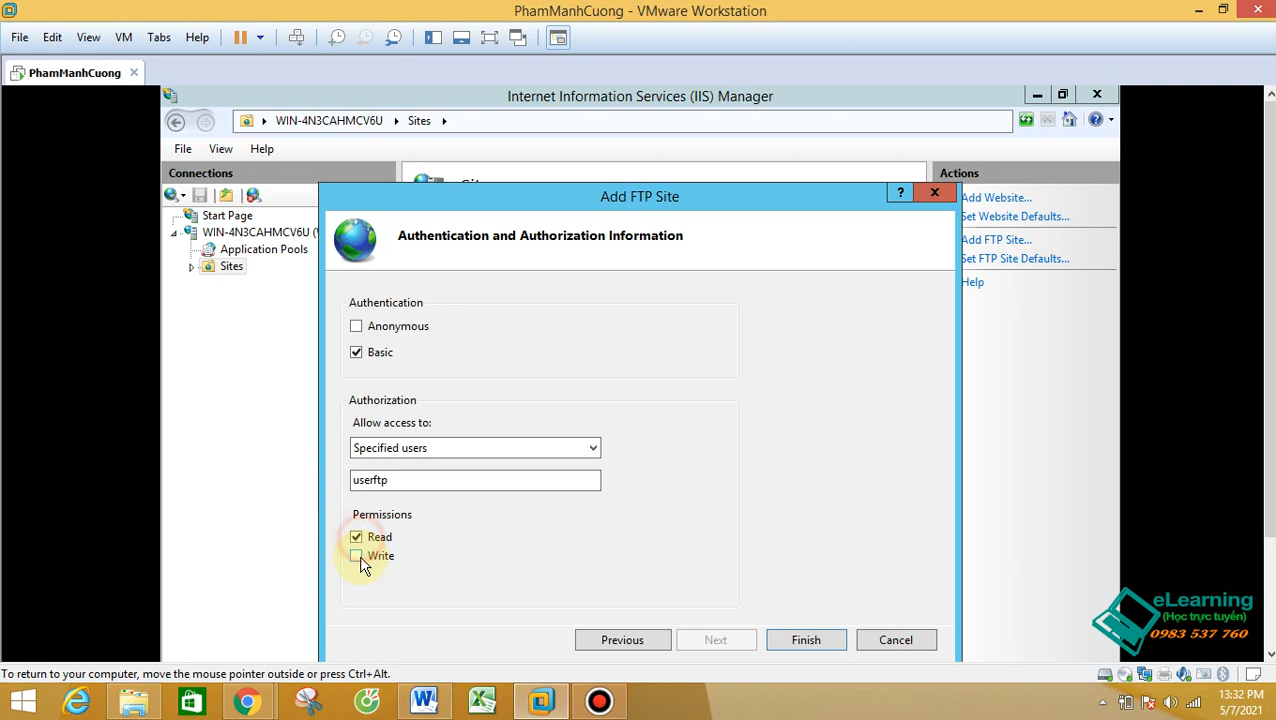 PhamManhCuong - VMware Workstation
File Edit View VM Tabs Help
PhamManhCuong
Internet Information Services (IIS) Manager
WIN-4N3CAHMCV6U Sites
File View Help
Connections
Actions
Start Page
WIN-4N3CAHMCV6U (
Application Pools
Sites
Add Website...
Set Website Defaults...
Add FTP Site...
Set FTP Site Defaults...
Help
Add FTP Site
?
Authentication and Authorization Information
Authentication
Anonymous
Basic
Authorization
Allow access to:
Specified users
userftp
Permissions
Read
Write
Previous Next Finish Cancel
eLearning
(Học trực tuyến)
0983 537 760
To return to your computer, move the mouse pointer outside or press Ctrl+Alt.
13:32 PM
5/7/2021